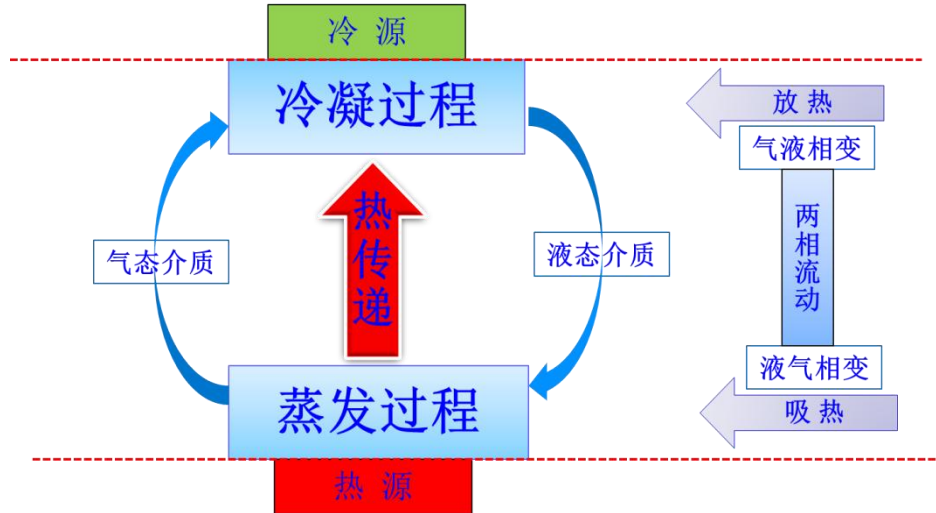 冷 源
冷凝过程
放 热
气液相变
热传递
两相流动
气态介质
液态介质
液气相变
蒸发过程
吸 热
热 源